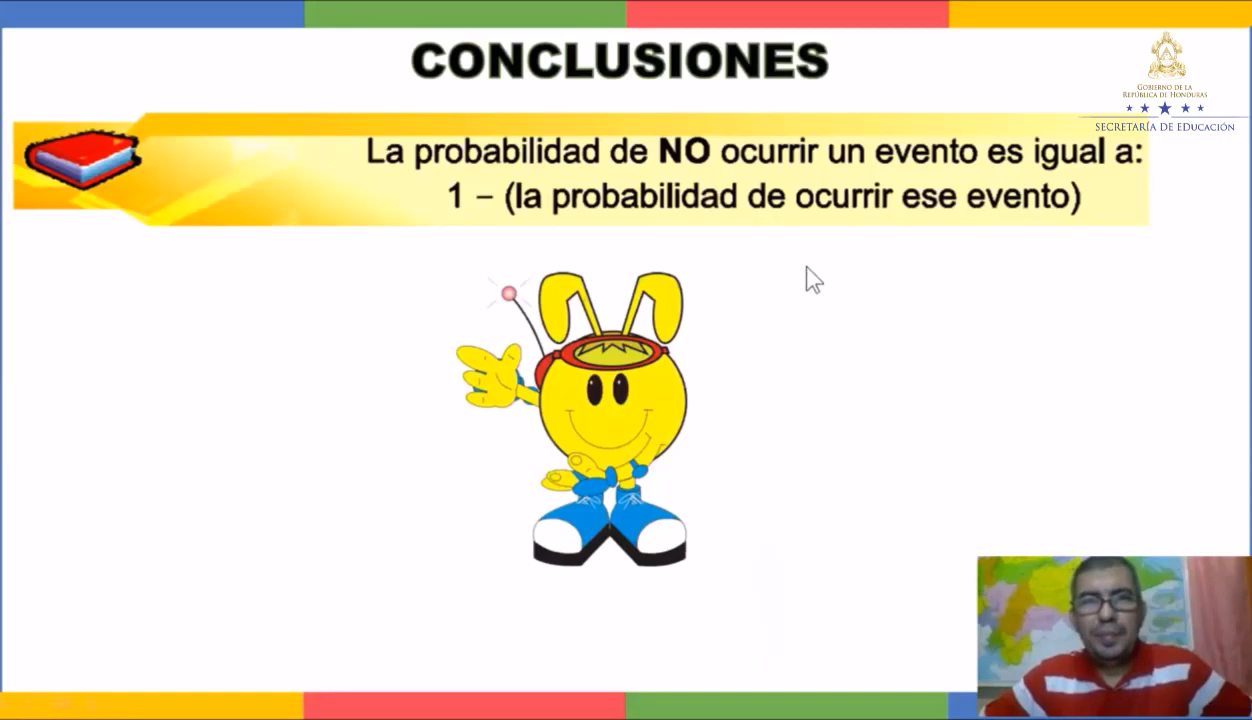 CONCLUSIONES
GOBIERNO DE LA
REPÚBLICA DE HONDURAS
SECRETARÍA DE EDUCACIÓN
La probabilidad de NO ocurrir un evento es igual a:
1 – (la probabilidad de ocurrir ese evento)